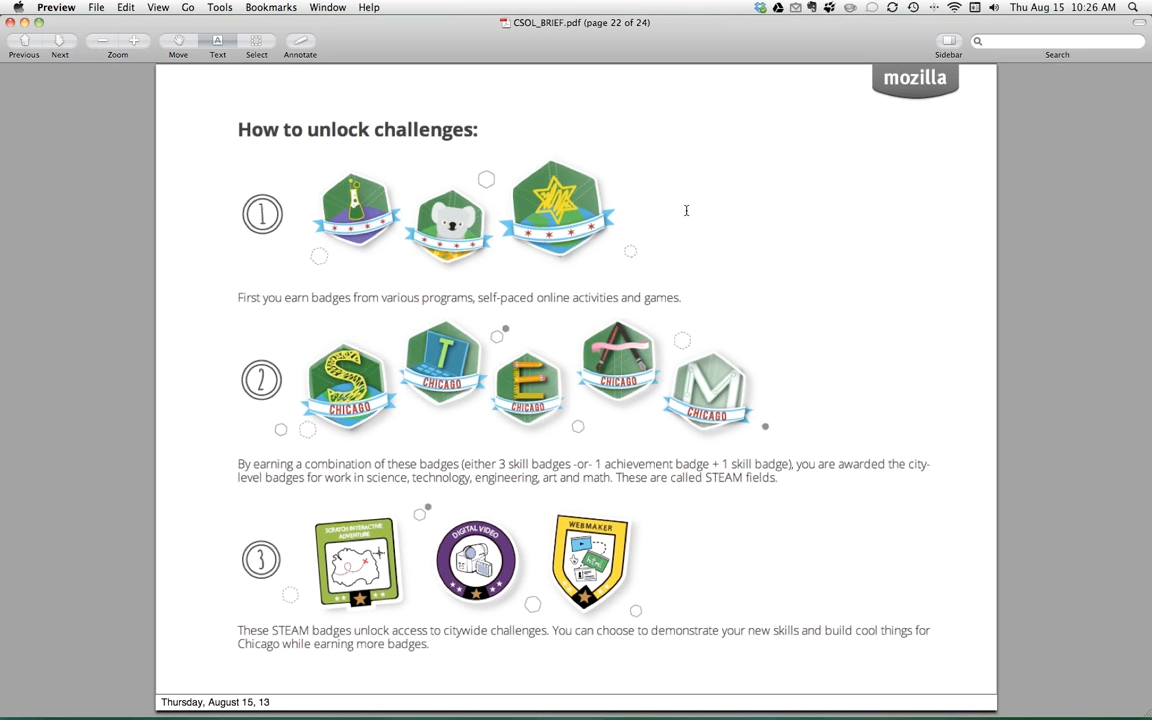 Preview File Edit View Go Tools Bookmarks Window Help Thu Aug 15 10:26 AM
CSOL_BRIEF.pdf (page 22 of 24)
Previous Next Zoom Move Text Select Annotate Sidebar Search
mozilla
How to unlock challenges:
1
First you earn badges from various programs, self-paced online activities and games.
2
S T E A M
CHICAGO CHICAGO CHICAGO CHICAGO CHICAGO
By earning a combination of these badges (either 3 skill badges -or- 1 achievement badge + 1 skill badge), you are awarded the city-
level badges for work in science, technology, engineering, art and math. These are called STEAM fields.
3
SCRATCH INTERACTIVE
ADVENTURE
DIGITAL VIDEO
WEBMAKER
html
These STEAM badges unlock access to citywide challenges. You can choose to demonstrate your new skills and build cool things for
Chicago while earning more badges.
Thursday, August 15, 13